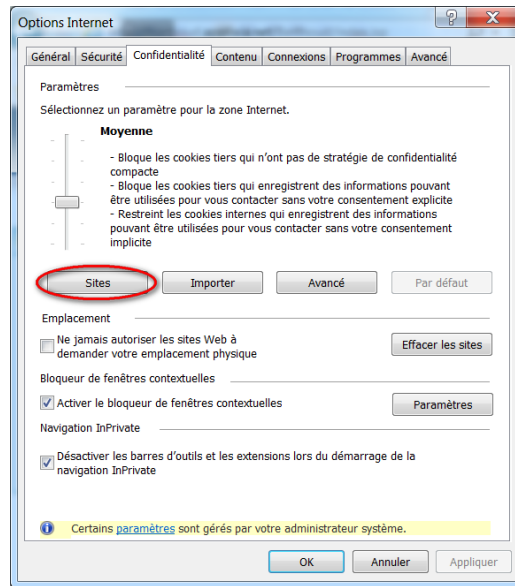 Options Internet
Général Sécurité Confidentialité Contenu Connexions Programmes Avancé
Paramètres
Sélectionnez un paramètre pour la zone Internet.
Moyenne
- Bloque les cookies tiers qui n'ont pas de stratégie de confidentialité
compacte
- Bloque les cookies tiers qui enregistrent des informations pouvant
être utilisées pour vous contacter sans votre consentement explicite
- Restreint les cookies internes qui enregistrent des informations
pouvant être utilisées pour vous contacter sans votre consentement
implicite
Sites Importer Avancé Par défaut
Emplacement
Ne jamais autoriser les sites Web à
demander votre emplacement physique
Effacer les sites
Bloqueur de fenêtres contextuelles
Activer le bloqueur de fenêtres contextuelles
Paramètres
Navigation InPrivate
Désactiver les barres d'outils et les extensions lors du démarrage de la
navigation InPrivate
Certains paramètres sont gérés par votre administrateur système.
OK Annuler Appliquer